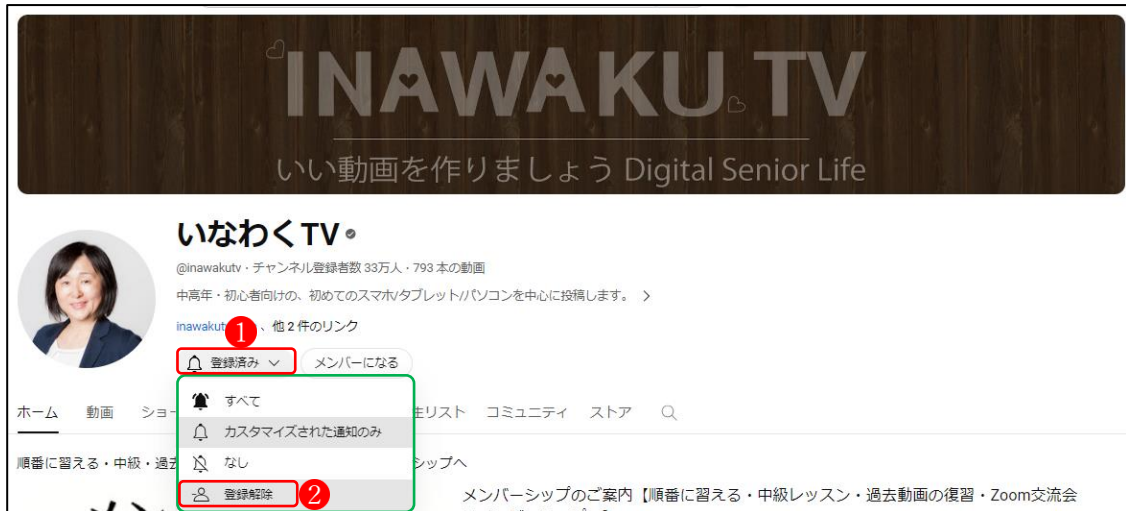 INAWAKU TV
いい動画を作りましょう Digital Senior Life
いなわくTV
@inawakutv・チャンネル登録者数 33万人・793 本の動画
中高年・初心者向けの、初めてのスマホ/タブレット/パソコンを中心に投稿します。 >
inawakut 、他 2 件のリンク
1
登録済み メンバーになる
すべて
ホーム 動画 ショー 生リスト コミュニティ ストア
カスタマイズされた通知のみ
順番に習える・中級・過去 なし シップへ
登録解除 2
メンバーシップのご案内【順番に習える・中級レッスン・過去動画の復習・Zoom交流会